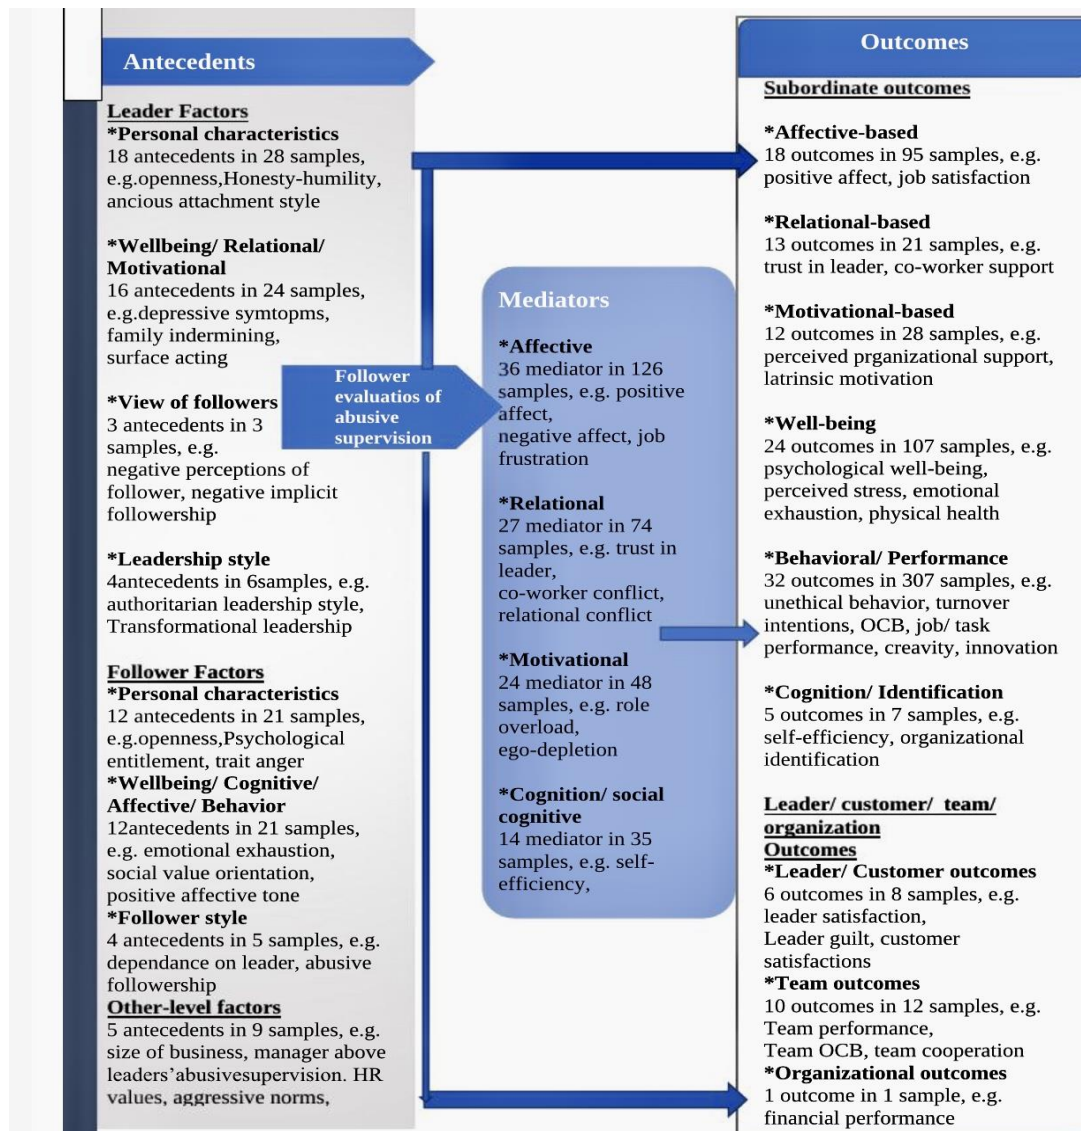 Antecedents
Leader Factors
*Personal characteristics
18 antecedents in 28 samples,
e.g.openness,Honesty-humility,
ancious attachment style
*Wellbeing/ Relational/
Motivational
16 antecedents in 24 samples,
e.g.depressive symtopms,
family indermining,
surface acting
*View of followers
3 antecedents in 3
samples, e.g.
negative perceptions of
follower, negative implicit
followership
*Leadership style
4antecedents in 6samples, e.g.
authoritarian leadership style,
Transformational leadership
Follower Factors
*Personal characteristics
12 antecedents in 21 samples,
e.g.openness,Psychological
entitlement, trait anger
*Wellbeing/ Cognitive/
Affective/ Behavior
12antecedents in 21 samples,
e.g. emotional exhaustion,
social value orientation,
positive affective tone
*Follower style
4 antecedents in 5 samples, e.g.
dependance on leader, abusive
followership
Other-level factors
5 antecedents in 9 samples, e.g.
size of business, manager above
leaders'abusivesupervision. HR
values, aggressive norms,
Follower
evaluatios of
abusive
supervision
Mediators
*Affective
36 mediator in 126
samples, e.g. positive
affect,
negative affect, job
frustration
*Relational
27 mediator in 74
samples, e.g. trust in
leader,
co-worker conflict,
relational conflict
*Motivational
24 mediator in 48
samples, e.g. role
overload,
ego-depletion
*Cognition/ social
cognitive
14 mediator in 35
samples, e.g. self-
efficiency,
Outcomes
Subordinate outcomes
*Affective-based
18 outcomes in 95 samples, e.g.
positive affect, job satisfaction
*Relational-based
13 outcomes in 21 samples, e.g.
trust in leader, co-worker support
*Motivational-based
12 outcomes in 28 samples, e.g.
perceived prganizational support,
latrinsic motivation
*Well-being
24 outcomes in 107 samples, e.g.
psychological well-being,
perceived stress, emotional
exhaustion, physical health
*Behavioral/ Performance
32 outcomes in 307 samples, e.g.
unethical behavior, turnover
intentions, OCB, job/ task
performance, creavity, innovation
*Cognition/ Identification
5 outcomes in 7 samples, e.g.
self-efficiency, organizational
identification
Leader/ customer/ team/
organization
Outcomes
*Leader/ Customer outcomes
6 outcomes in 8 samples, e.g.
leader satisfaction,
Leader guilt, customer
satisfactions
*Team outcomes
10 outcomes in 12 samples, e.g.
Team performance,
Team OCB, team cooperation
*Organizational outcomes
1 outcome in 1 sample, e.g.
financial performance